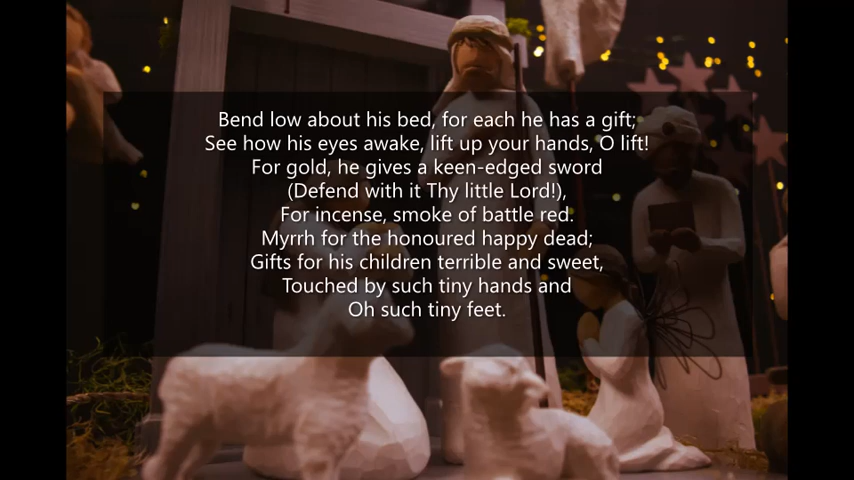 Bend low about his bed, for each he has a gift;
See how his eyes awake, lift up your hands, O lift!
For gold, he gives a keen-edged sword
(Defend with it Thy little Lord!),
For incense, smoke of battle red.
Myrrh for the honoured happy dead;
Gifts for his children terrible and sweet,
Touched by such tiny hands and
Oh such tiny feet.